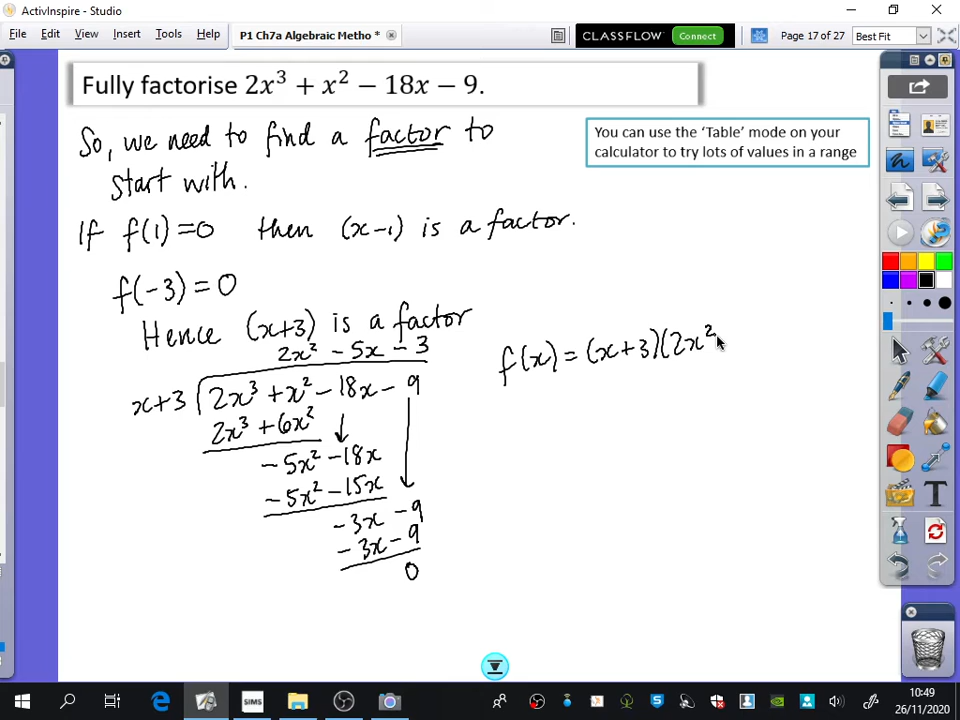 ActivInspire - Studio
File Edit View Insert Tools Help
P1 Ch7a Algebraic Metho *
CLASSFLOW Connect
Page 17 of 27
Best Fit
Fully factorise 2x³ + x² − 18x − 9.
You can use the 'Table' mode on your
calculator to try lots of values in a range
So, we need to find a factor to
start with.
If f(1)=0 then (x-1) is a factor.
f(-3) = 0
Hence (x+3) is a factor
2x² - 5x - 3
x+3 2x³ + x² - 18x - 9
2x³ + 6x²
- 5x² - 18x
- 5x² - 15x
- 3x - 9
- 3x - 9
0
f(x) = (x+3)(2x²
T
SIMS
S
10:49
26/11/2020